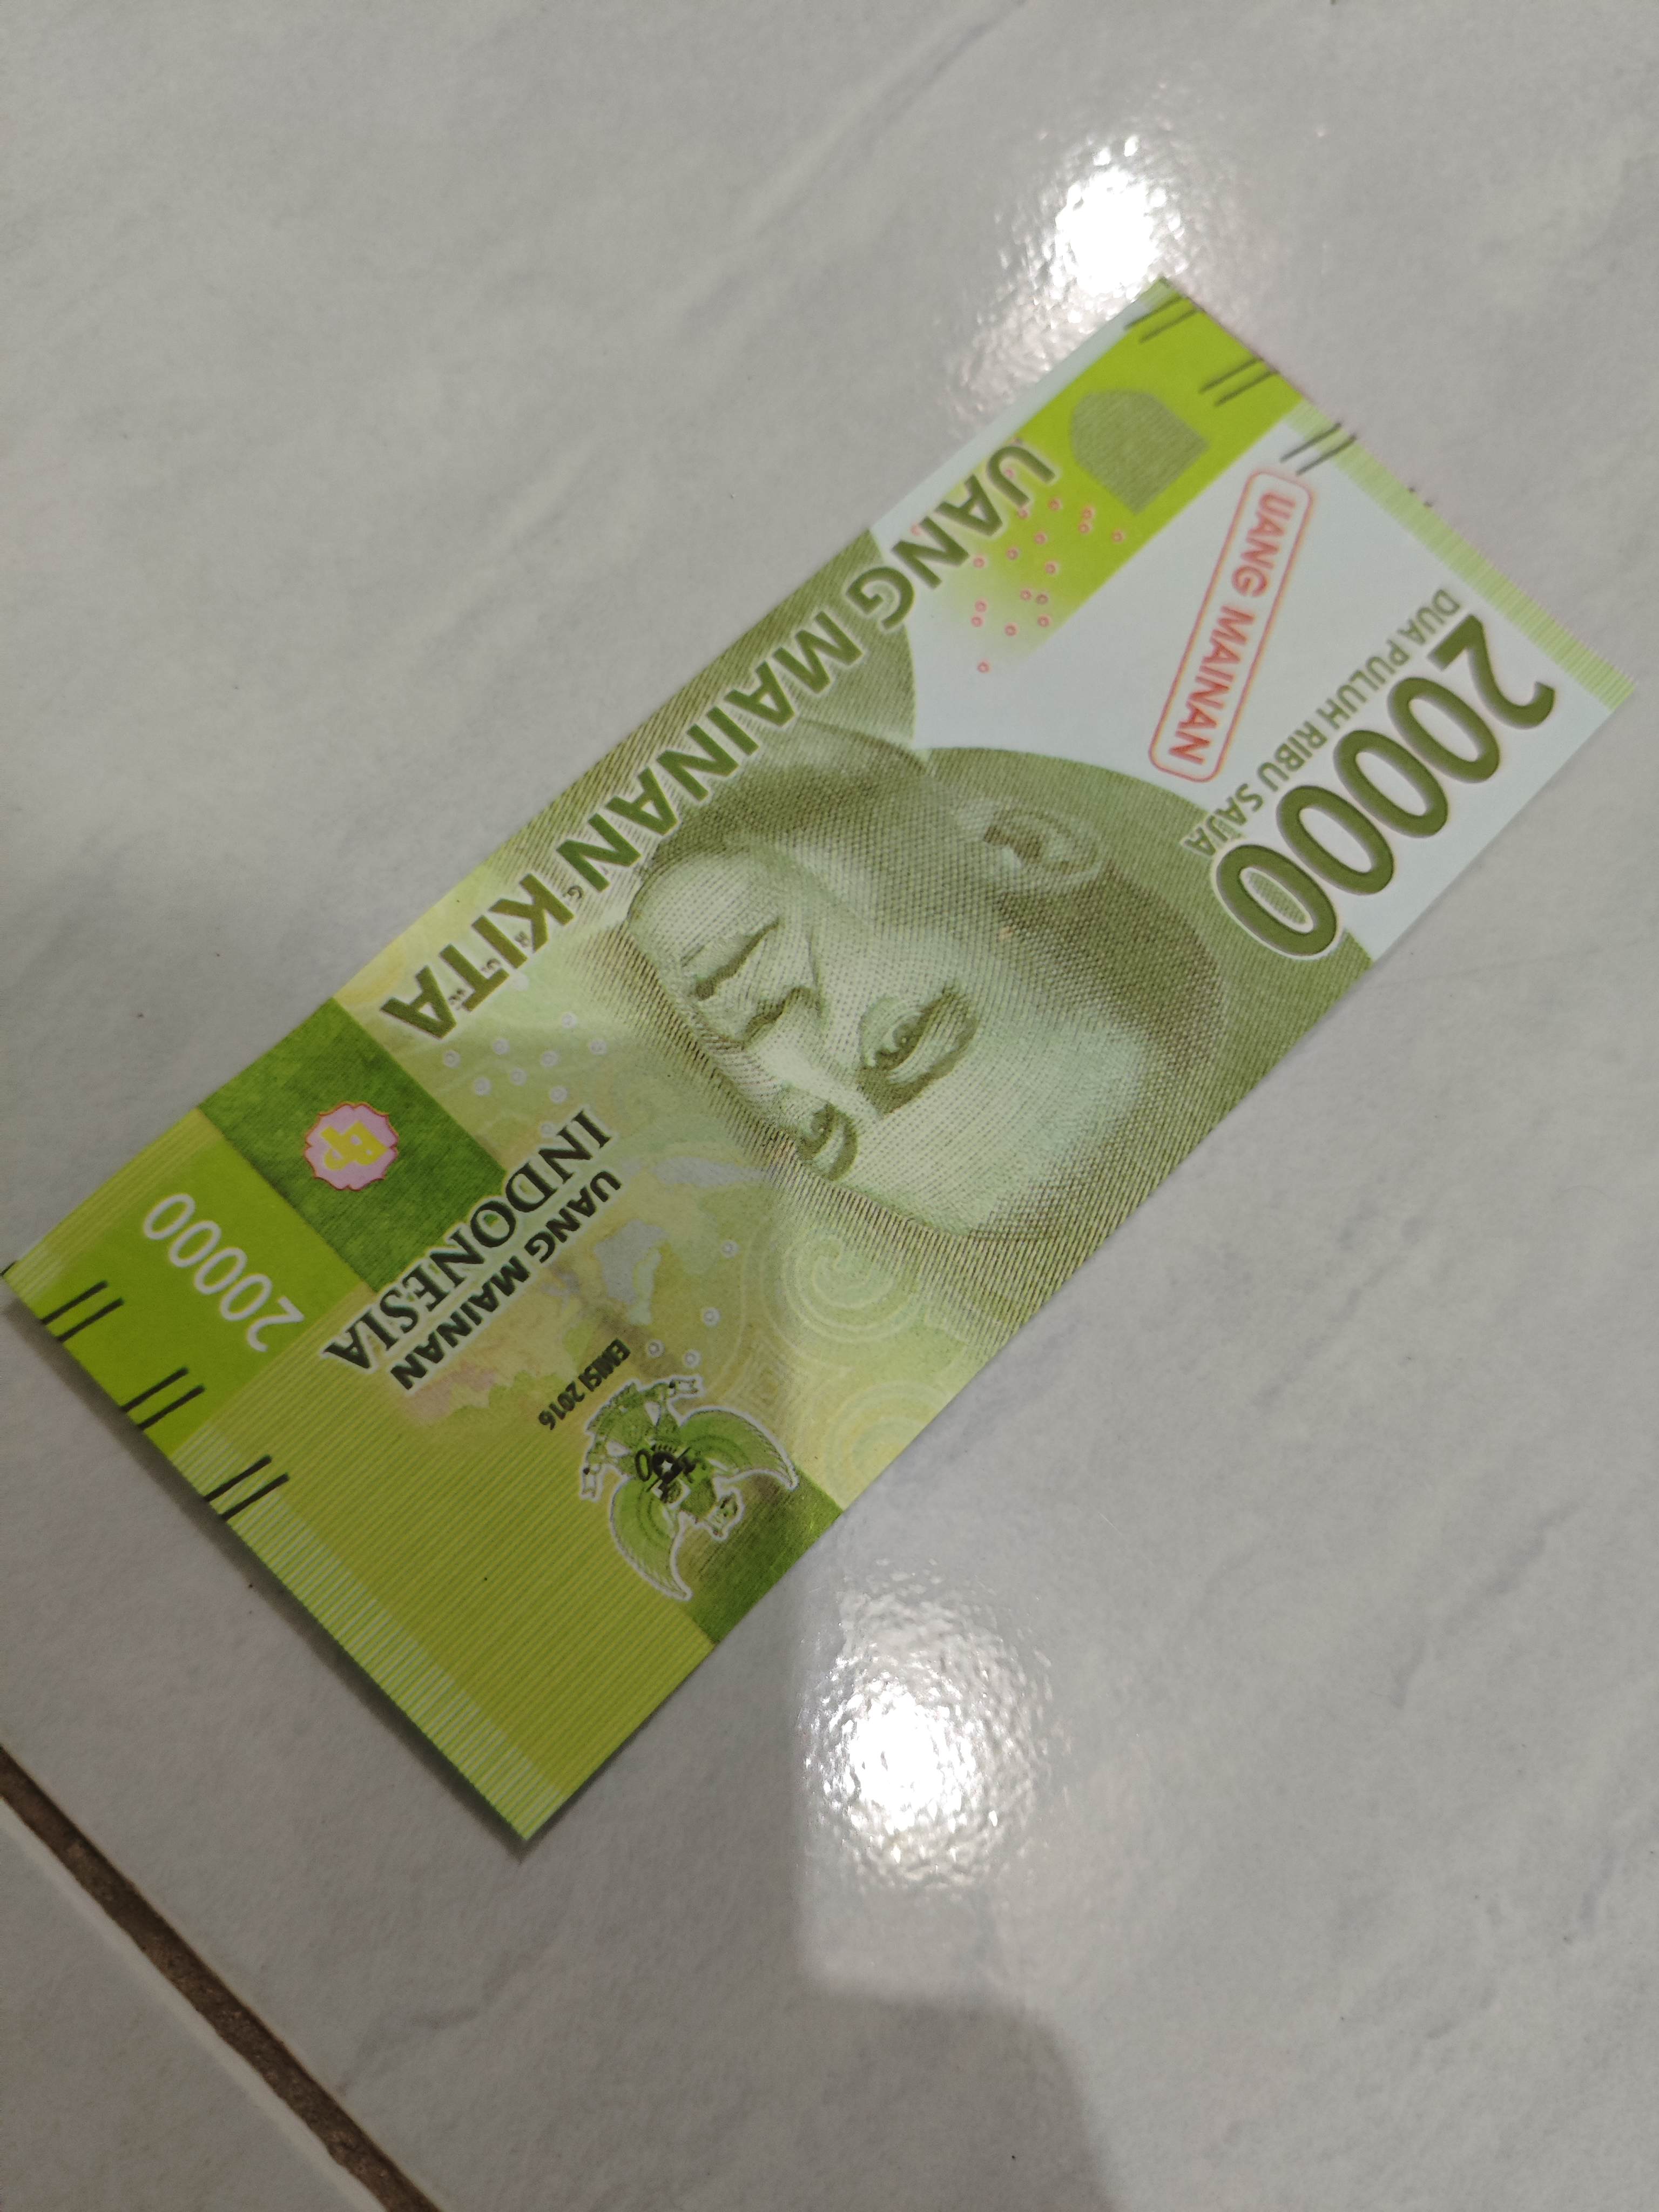 UANG MAINAN KITA
UANG MAINAN
INDONESIA
EMISI 2016
20000
UANG MAINAN
DUA PULUH RIBU SAJA
20000